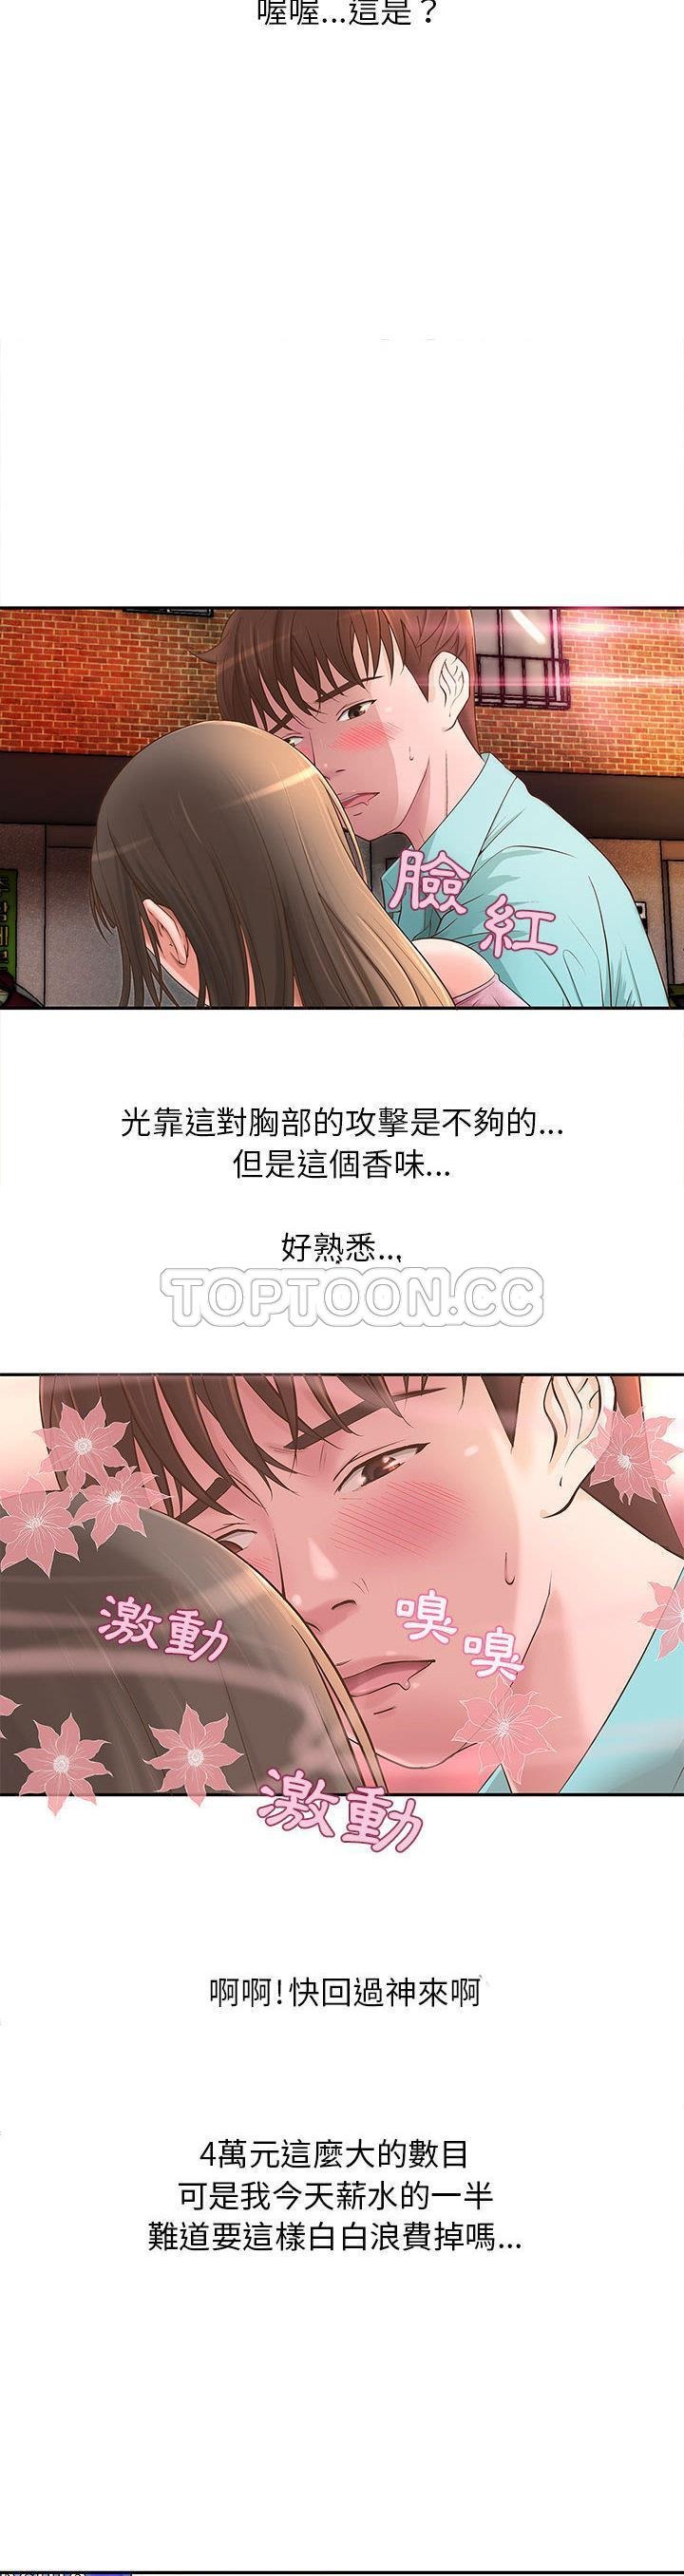 喔喔...這是？
臉紅
光靠這對胸部的攻擊是不夠的...
但是這個香味...
好熟悉...
TOPTOON.CC
激動
嗅嗅
激動
啊啊!快回過神來啊
4萬元這麼大的數目
可是我今天薪水的一半
難道要這樣白白浪費掉嗎...